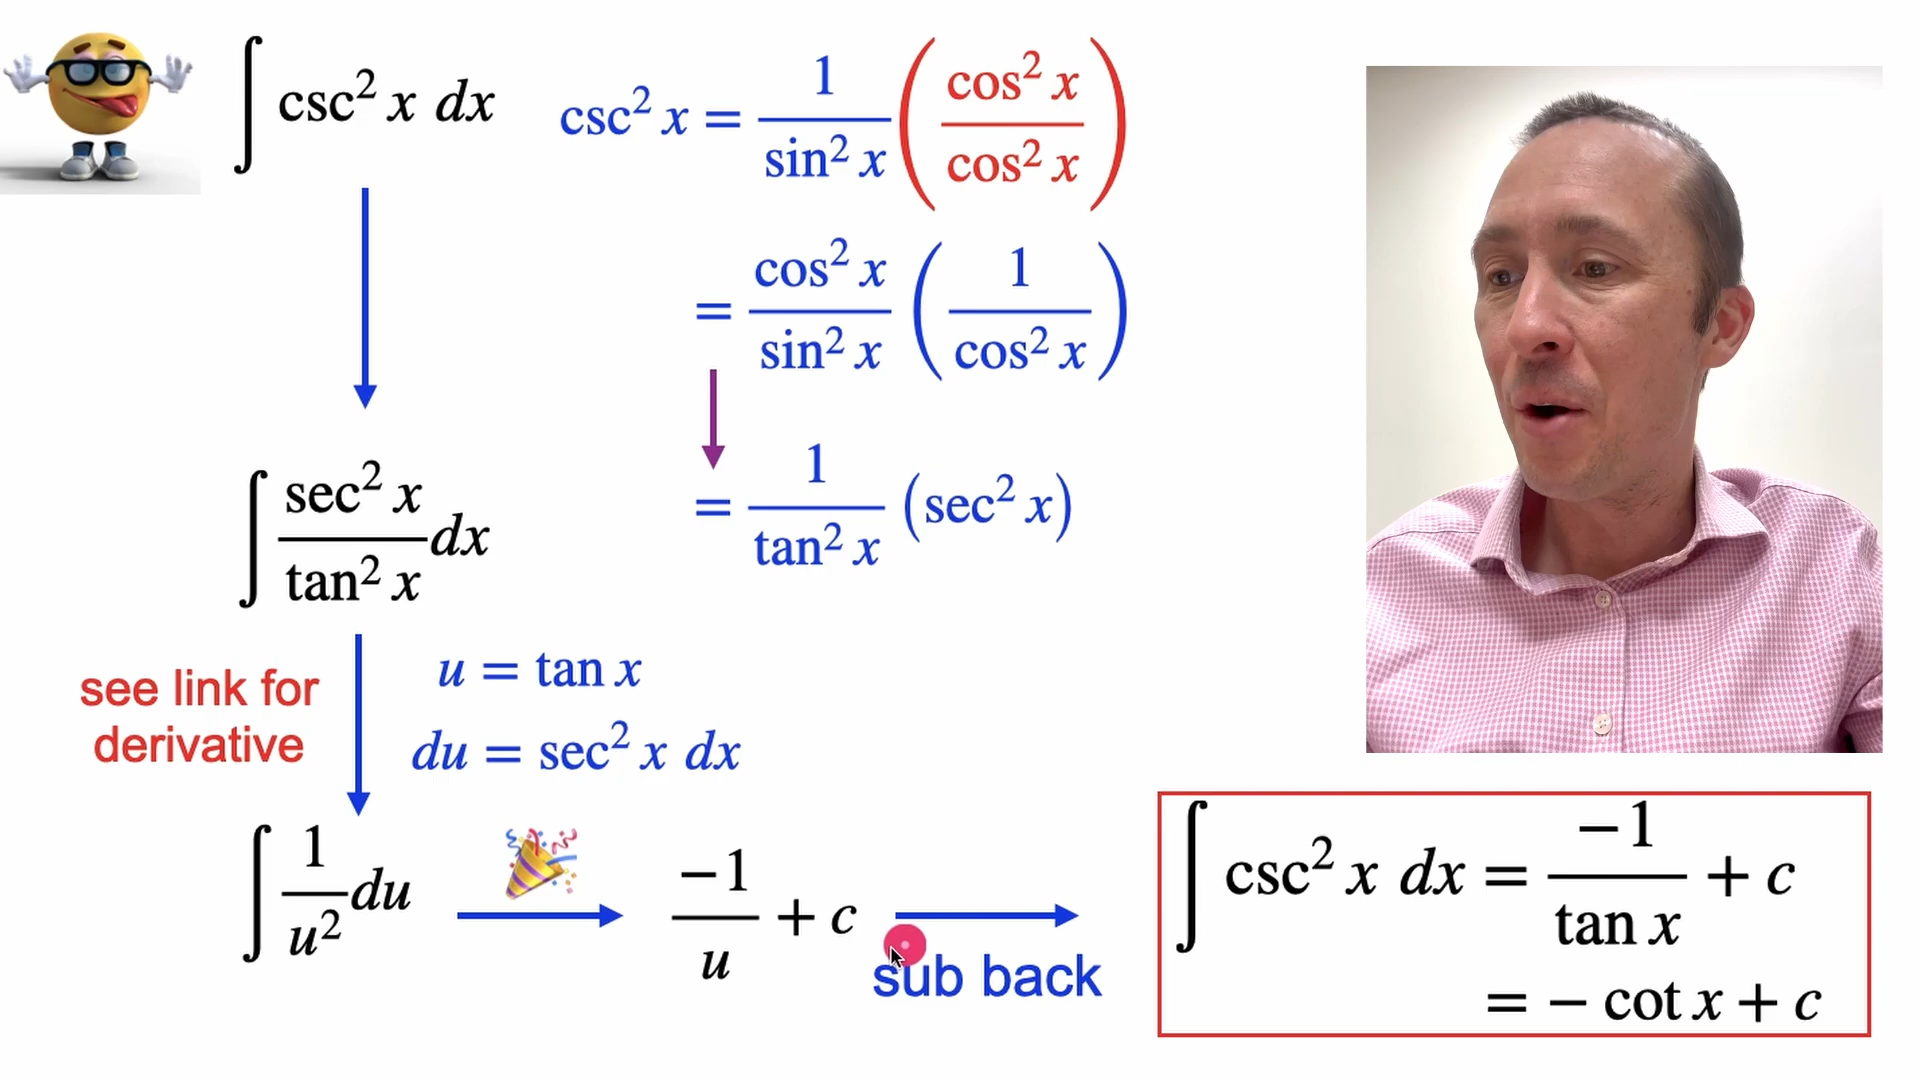 ∫ csc² x dx
csc² x = 1/sin² x (cos² x/cos² x)
= cos² x/sin² x (1/cos² x)
= 1/tan² x (sec² x)
∫ sec² x/tan² x dx
see link for
derivative
u = tan x
du = sec² x dx
∫ 1/u² du
−1/u + c
sub back
∫ csc² x dx = −1/tan x + c
= − cot x + c